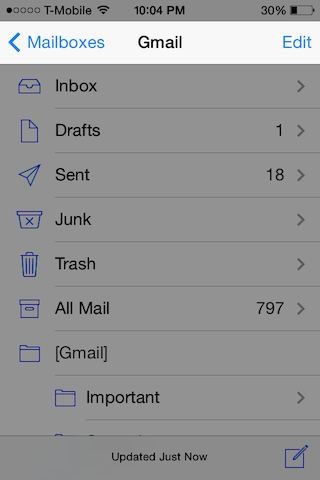 T-Mobile 10:04 PM 30%
Mailboxes Gmail Edit
Inbox
Drafts 1
Sent 18
Junk
Trash
All Mail 797
[Gmail]
Important
Updated Just Now